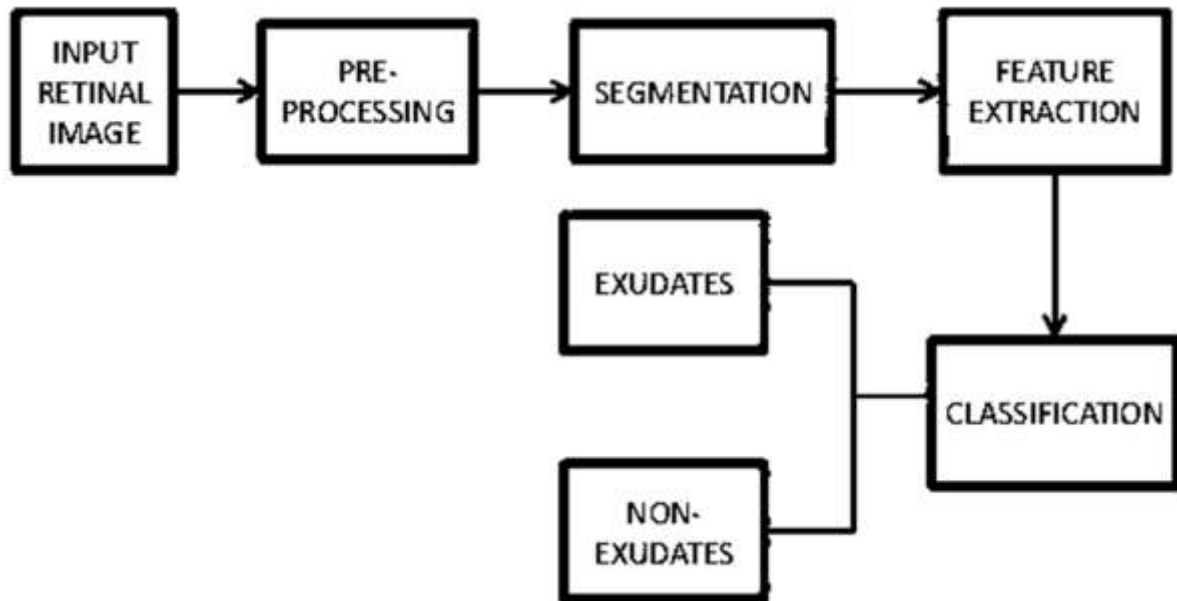 INPUT
RETINAL
IMAGE
PRE-
PROCESSING
SEGMENTATION
FEATURE
EXTRACTION
EXUDATES
CLASSIFICATION
NON-
EXUDATES